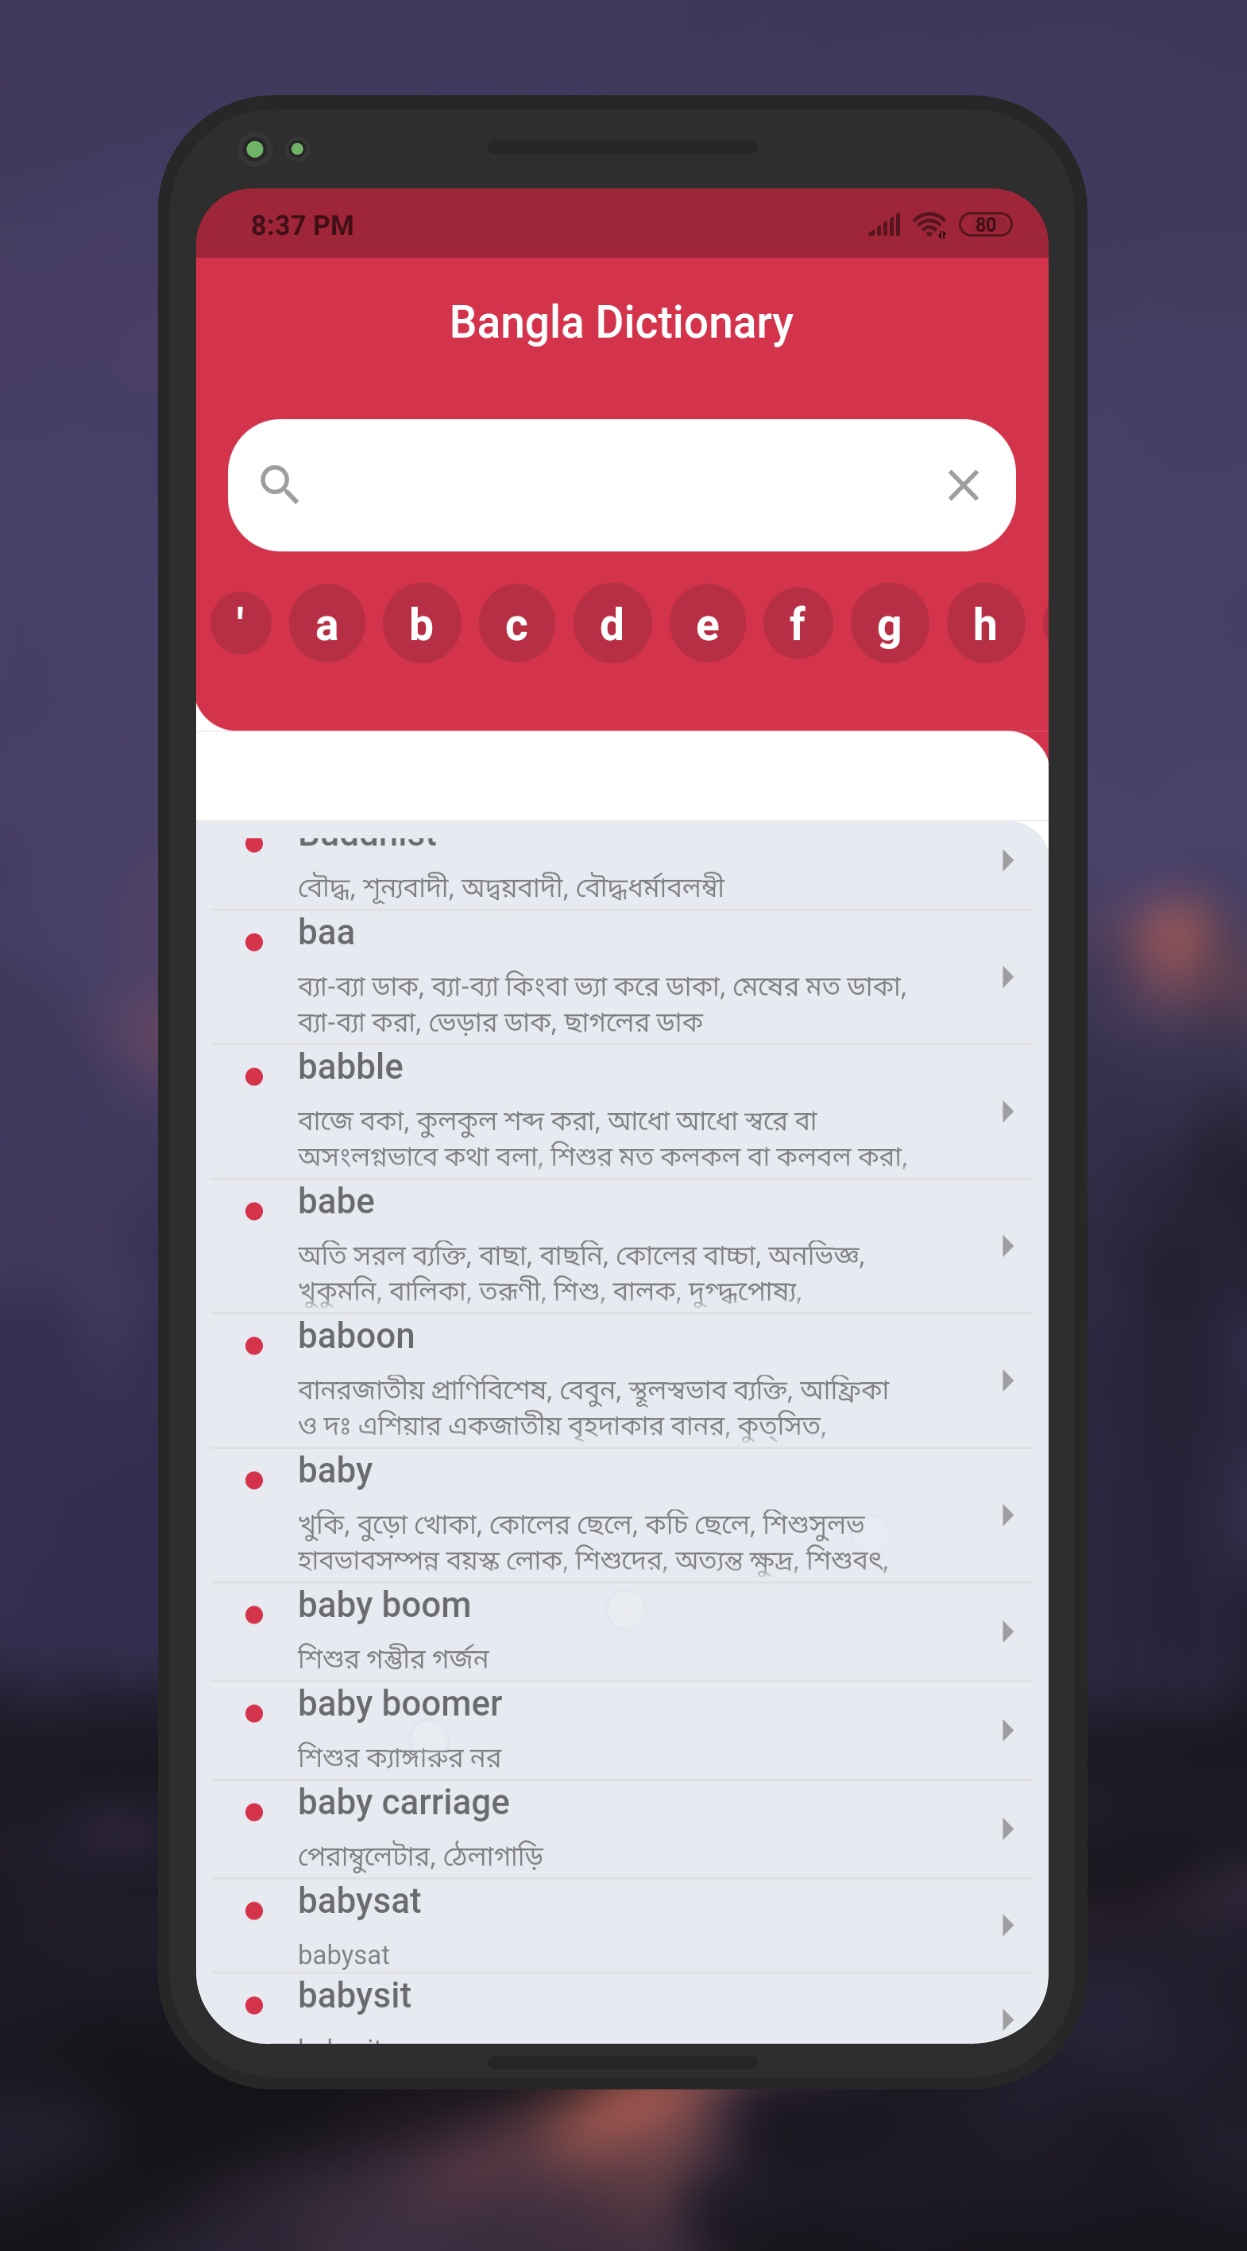 8:37 PM
80
Bangla Dictionary
' a b c d e f g h
Buddhist
বৌদ্ধ, শূন্যবাদী, অদ্বয়বাদী, বৌদ্ধধর্মাবলম্বী
baa
ব্যা-ব্যা ডাক, ব্যা-ব্যা কিংবা ভ্যা করে ডাকা, মেষের মত ডাকা,
ব্যা-ব্যা করা, ভেড়ার ডাক, ছাগলের ডাক
babble
বাজে বকা, কুলকুল শব্দ করা, আধো আধো স্বরে বা
অসংলগ্নভাবে কথা বলা, শিশুর মত কলকল বা কলবল করা,
babe
অতি সরল ব্যক্তি, বাছা, বাছনি, কোলের বাচ্চা, অনভিজ্ঞ,
খুকুমনি, বালিকা, তরূণী, শিশু, বালক, দুগ্দ্ধপোষ্য,
baboon
বানরজাতীয় প্রাণিবিশেষ, বেবুন, স্থূলস্বভাব ব্যক্তি, আফ্রিকা
ও দঃ এশিয়ার একজাতীয় বৃহদাকার বানর, কুত্সিত,
baby
খুকি, বুড়ো খোকা, কোলের ছেলে, কচি ছেলে, শিশুসুলভ
হাবভাবসম্পন্ন বয়স্ক লোক, শিশুদের, অত্যন্ত ক্ষুদ্র, শিশুবৎ,
baby boom
শিশুর গম্ভীর গর্জন
baby boomer
শিশুর ক্যাঙ্গারুর নর
baby carriage
পেরাম্বুলেটার, ঠেলাগাড়ি
babysat
babysat
babysit